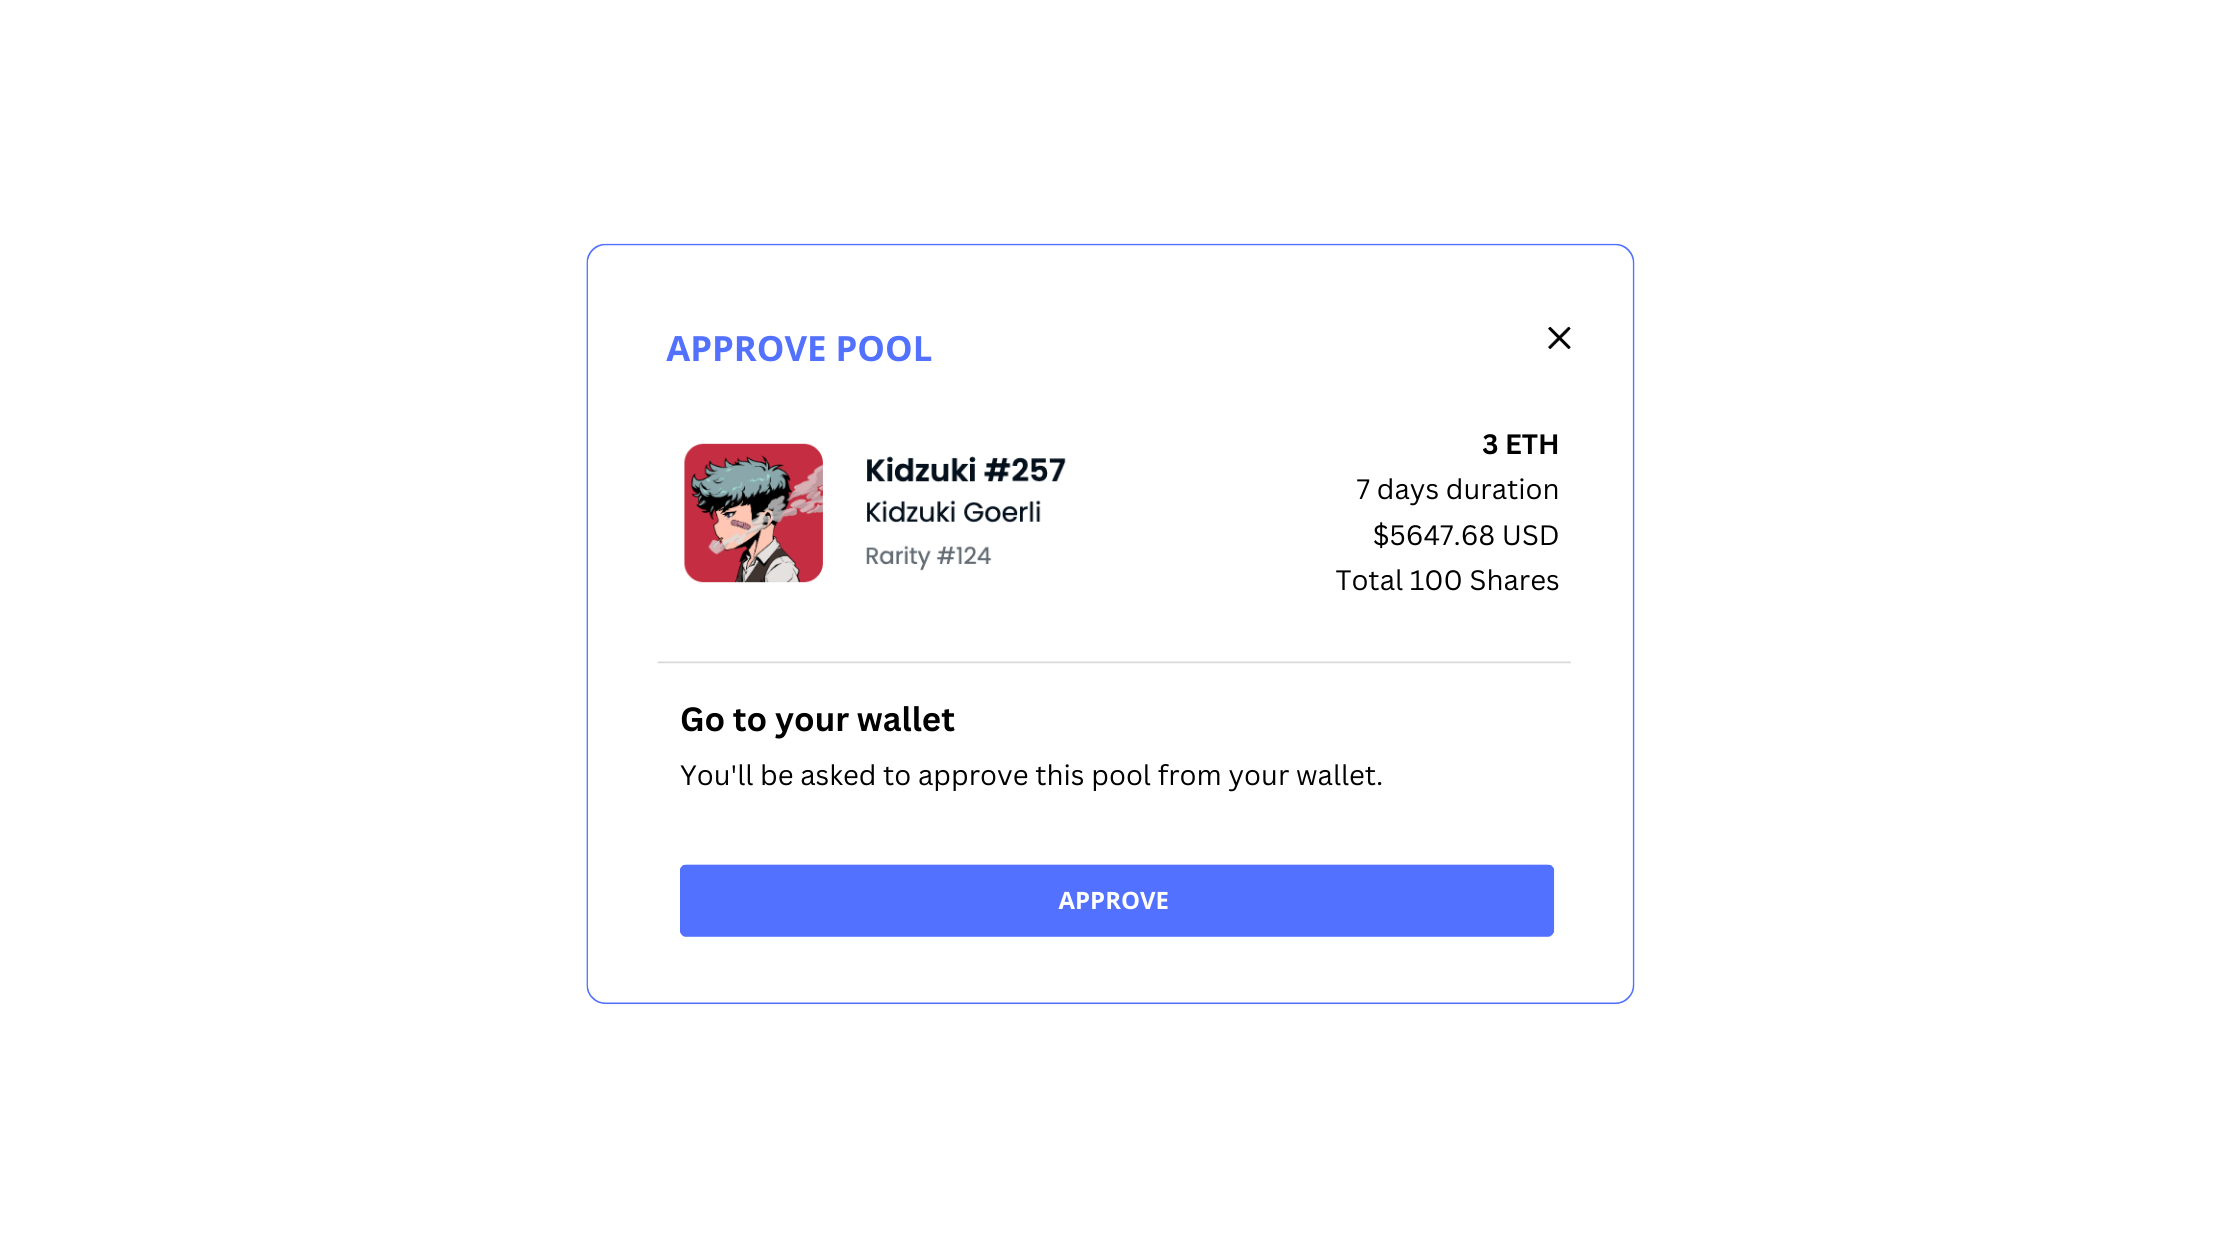 APPROVE POOL
Kidzuki #257
Kidzuki Goerli
Rarity #124
3 ETH
7 days duration
$5647.68 USD
Total 100 Shares
Go to your wallet
You'll be asked to approve this pool from your wallet.
APPROVE